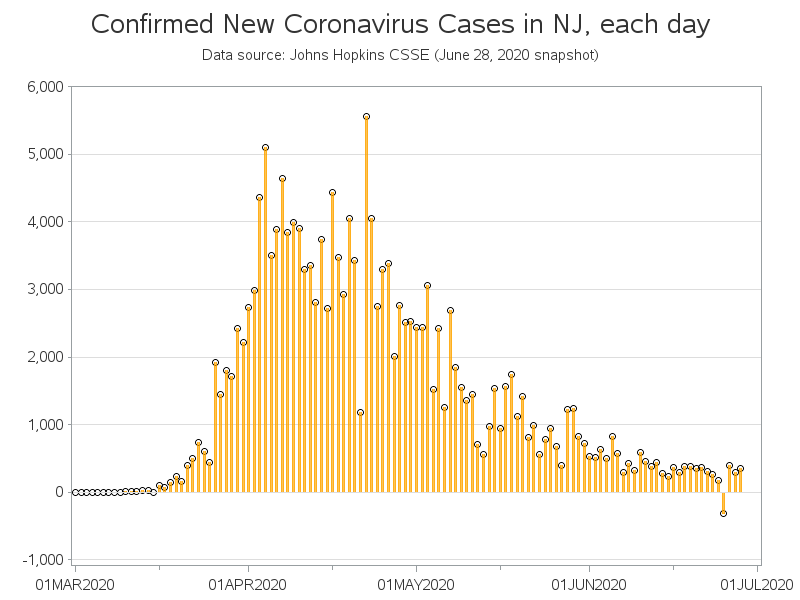 Confirmed New Coronavirus Cases in NJ, each day
Data source: Johns Hopkins CSSE (June 28, 2020 snapshot)
6,000
5,000
4,000
3,000
2,000
1,000
0
-1,000
01MAR2020 01APR2020 01MAY2020 01JUN2020 01JUL2020